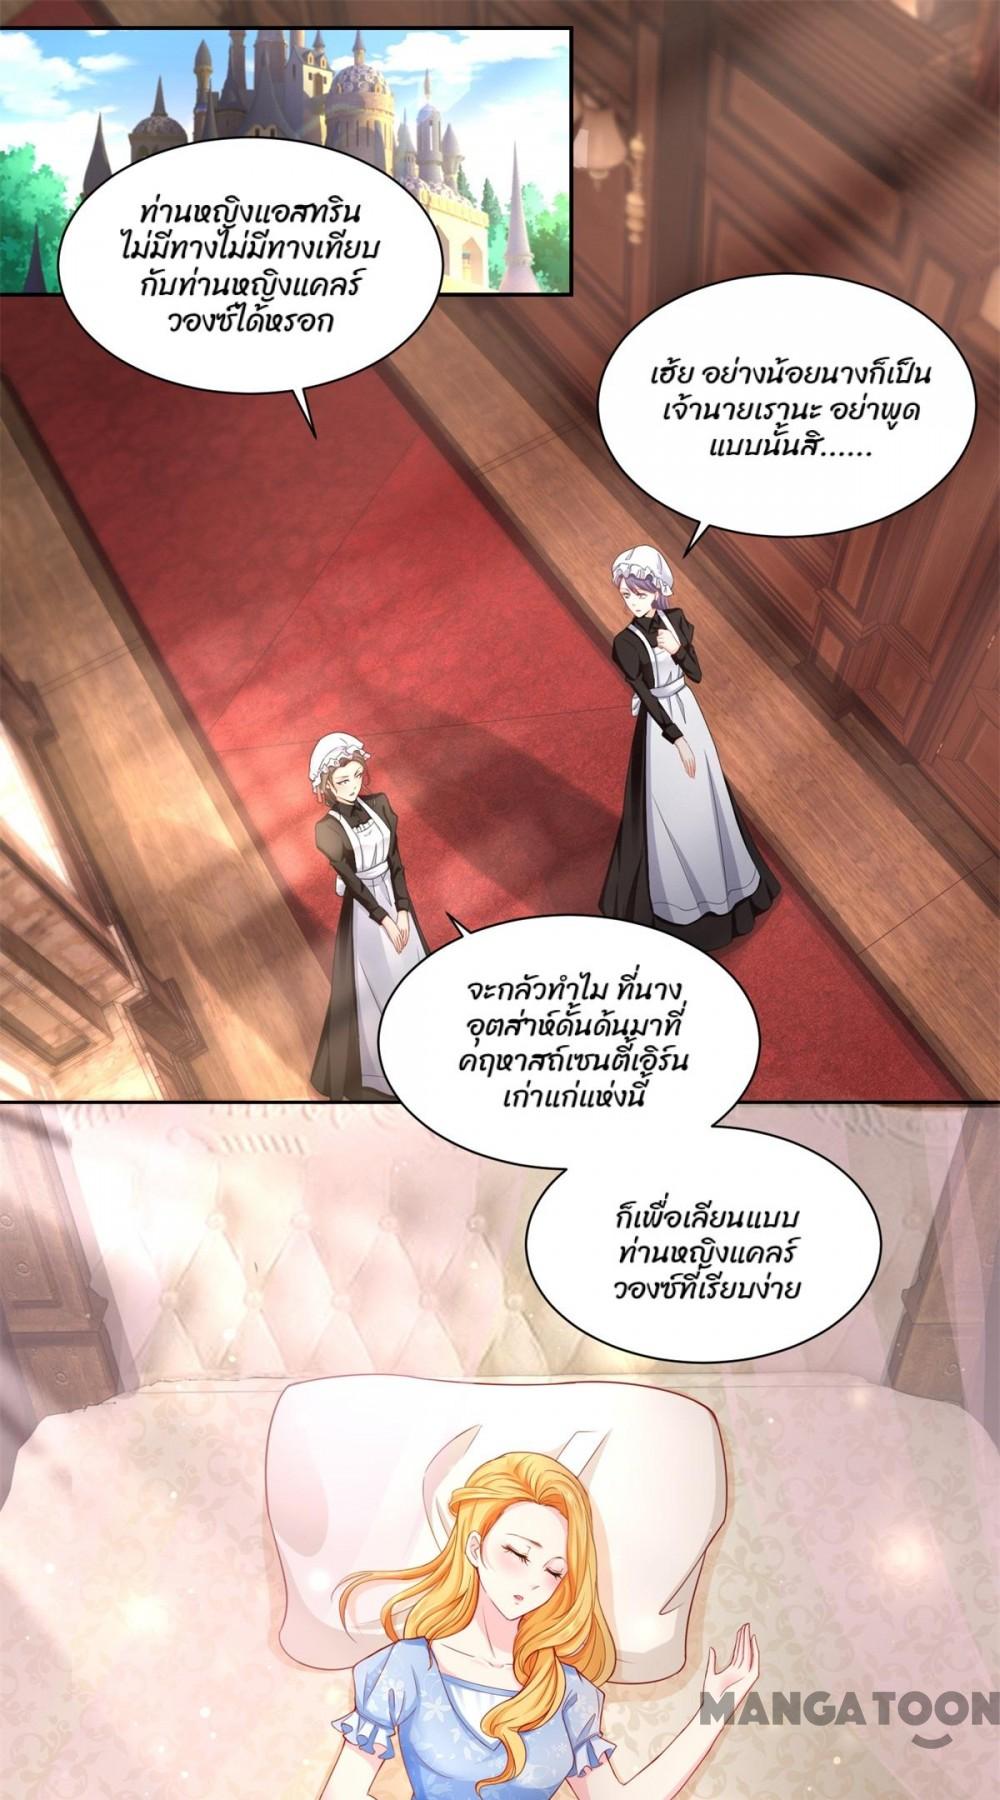 ท่านหญิงแอสทริน
ไม่มีทางไม่มีทางเทียบ
กับท่านหญิงแคลร์
วองซ์ได้หรอก
เฮ้ย อย่างน้อยนางก็เป็น
เจ้านายเรานะ อย่าพูด
แบบนั้นสิ......
จะกลัวทำไม ที่นาง
อุตส่าห์ดั้นด้นมาที่
คฤหาสถ์เซนตี้เอิร์น
เก่าแก่แห่งนี้
ก็เพื่อเลียนแบบ
ท่านหญิงแคลร์
วองซ์ที่เรียบง่าย
MANGATOON